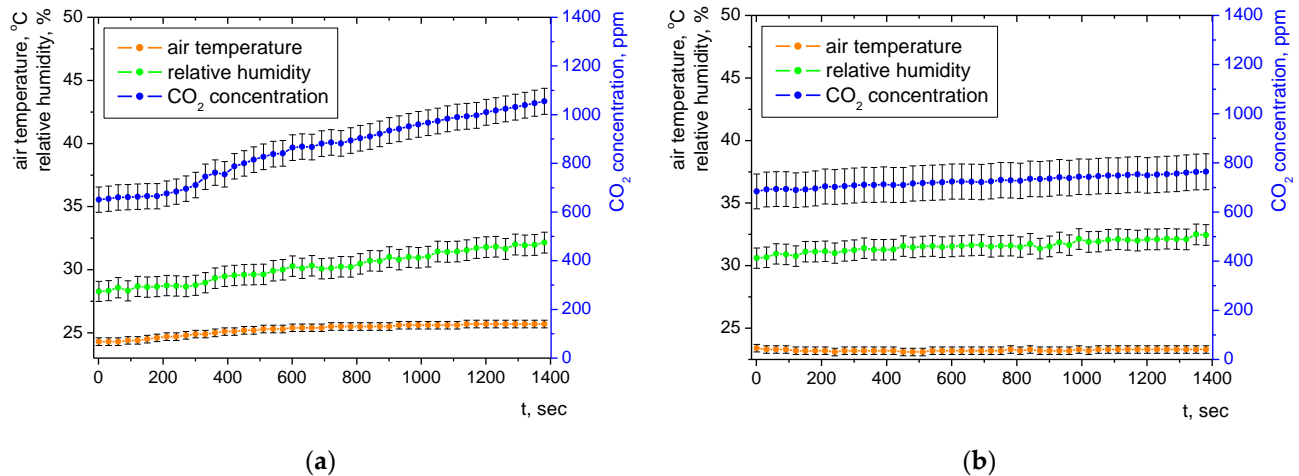 air temperature, °C
relative humidity, %
50
45
40
35
30
25
air temperature
relative humidity
CO2 concentration
1400
1200
1000
800
600
400
200
0
CO2 concentration, ppm
0 200 400 600 800 1000 1200 1400
t, sec
(a)
air temperature, °C
relative humidity, %
50
45
40
35
30
25
air temperature
relative humidity
CO2 concentration
1400
1200
1000
800
600
400
200
0
CO2 concentration, ppm
0 200 400 600 800 1000 1200 1400
t, sec
(b)